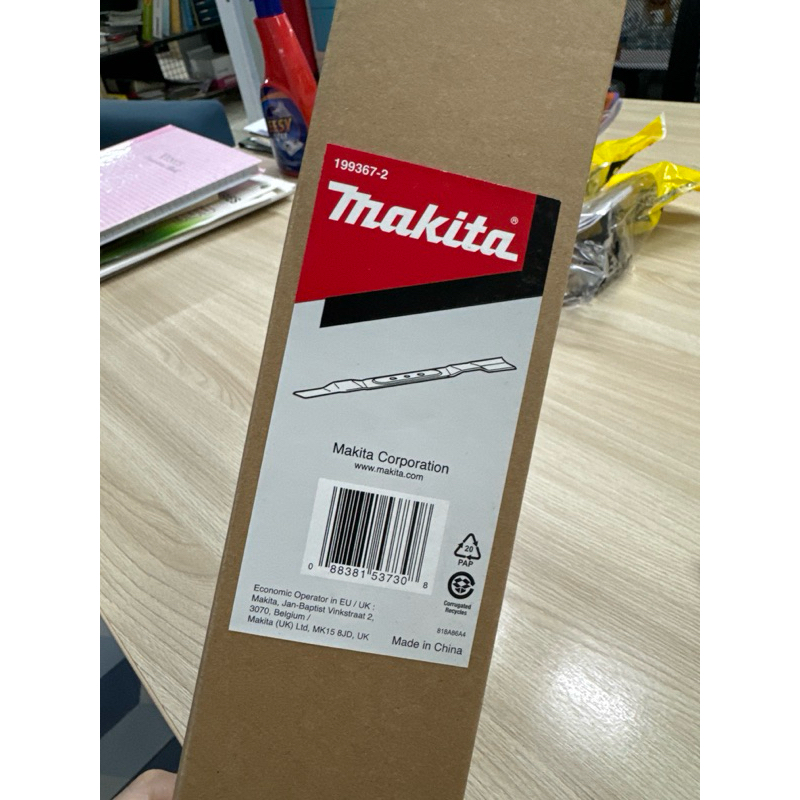 199367-2
makita®
Makita Corporation
www.makita.com
0 88381 53730 8
20
PAP
Corrugated
Recycles
Economic Operator in EU / UK :
Makita, Jan-Baptist Vinkstraat 2,
3070, Belgium /
Makita (UK) Ltd. MK15 8JD, UK
818A86A4
Made in China